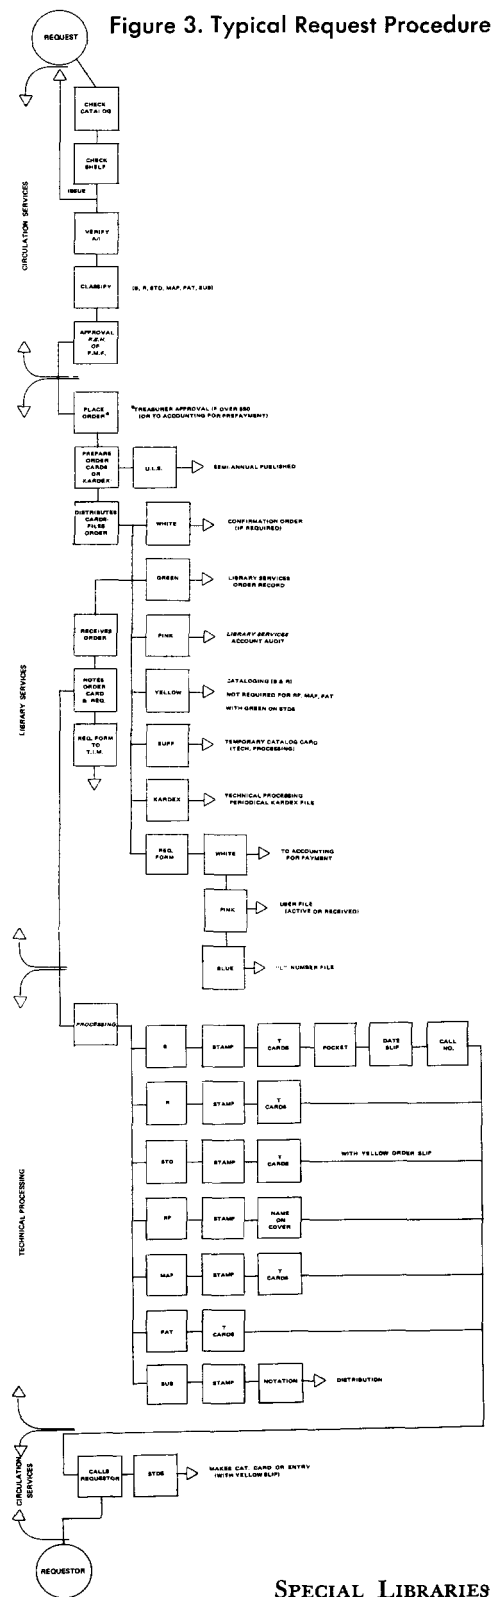 Figure 3. Typical Request Procedure
REQUEST
CHECK
CATALOG
CHECK
SHELF
ISSUE
CIRCULATION SERVICES
VERIFY
CLASSIFY
(B, R, STD, MAP, PAT, SUB)
APPROVAL
OF
PLACE
ORDER*
*TREASURER APPROVAL IF OVER $50
(OR TO ACCOUNTING FOR PREPAYMENT)
PREPARE
ORDER
CARDS
OR
KARDEX
U.L.S.
SEMI-ANNUAL PUBLISHED
DISTRIBUTES
CARDS-
FILES
ORDER
WHITE
CONFIRMATION ORDER
(IF REQUIRED)
GREEN
LIBRARY SERVICES
ORDER RECORD
RECEIVES
ORDER
PINK
LIBRARY SERVICES
ACCOUNT AUDIT
LIBRARY SERVICES
NOTES
ORDER
CARD
& REQ.
YELLOW
CATALOGING (B & R)
NOT REQUIRED FOR RP, MAP, PAT
WITH GREEN ON STDS
REQ. FORM
TO
T.I.M.
BUFF
TEMPORARY CATALOG CARD
(TECH. PROCESSING)
KARDEX
TECHNICAL PROCESSING
PERIODICAL KARDEX FILE
REQ.
FORM
WHITE
TO ACCOUNTING
FOR PAYMENT
PINK
USER FILE
(ACTIVE OR RECEIVED)
BLUE
"L" NUMBER FILE
PROCESSING
B
STAMP
T
CARDS
POCKET
DATE
SLIP
CALL
NO.
R
STAMP
T
CARDS
STD
STAMP
T
CARDS
WITH YELLOW ORDER SLIP
TECHNICAL PROCESSING
RP
STAMP
NAME
ON
COVER
MAP
STAMP
T
CARDS
PAT
T
CARDS
SUB
STAMP
NOTATION
DISTRIBUTION
CIRCULATION
SERVICES
CALLS
REQUESTOR
STDS
MAKES CAT. CARD OR ENTRY
(WITH YELLOW SLIP)
REQUESTOR
SPECIAL LIBRARIES